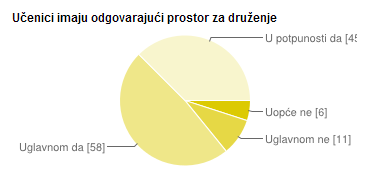 Učenici imaju odgovarajući prostor za druženje
U potpunosti da [45
Uopće ne [6]
Uglavnom ne [11]
Uglavnom da [58]